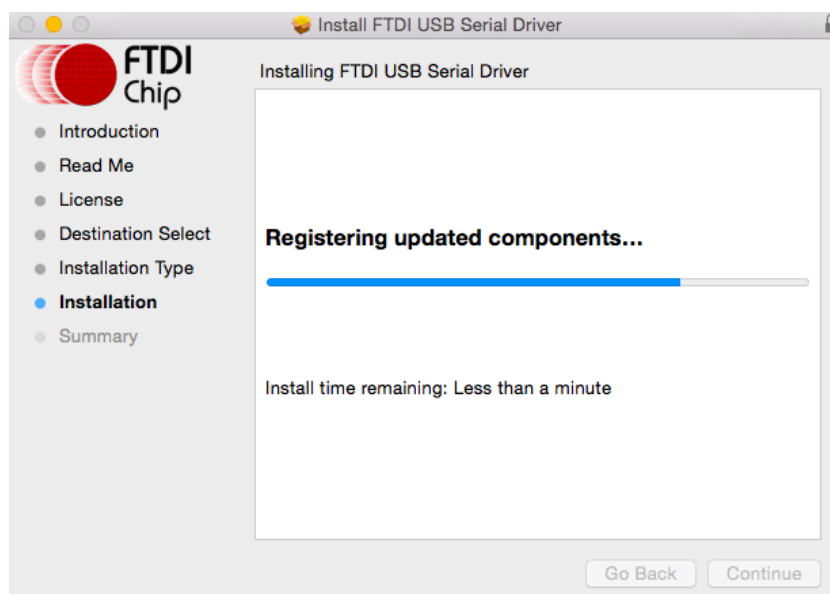 Install FTDI USB Serial Driver
FTDI
Chip
Installing FTDI USB Serial Driver
Introduction
Read Me
License
Destination Select
Installation Type
Installation
Summary
Registering updated components...
Install time remaining: Less than a minute
Go Back
Continue